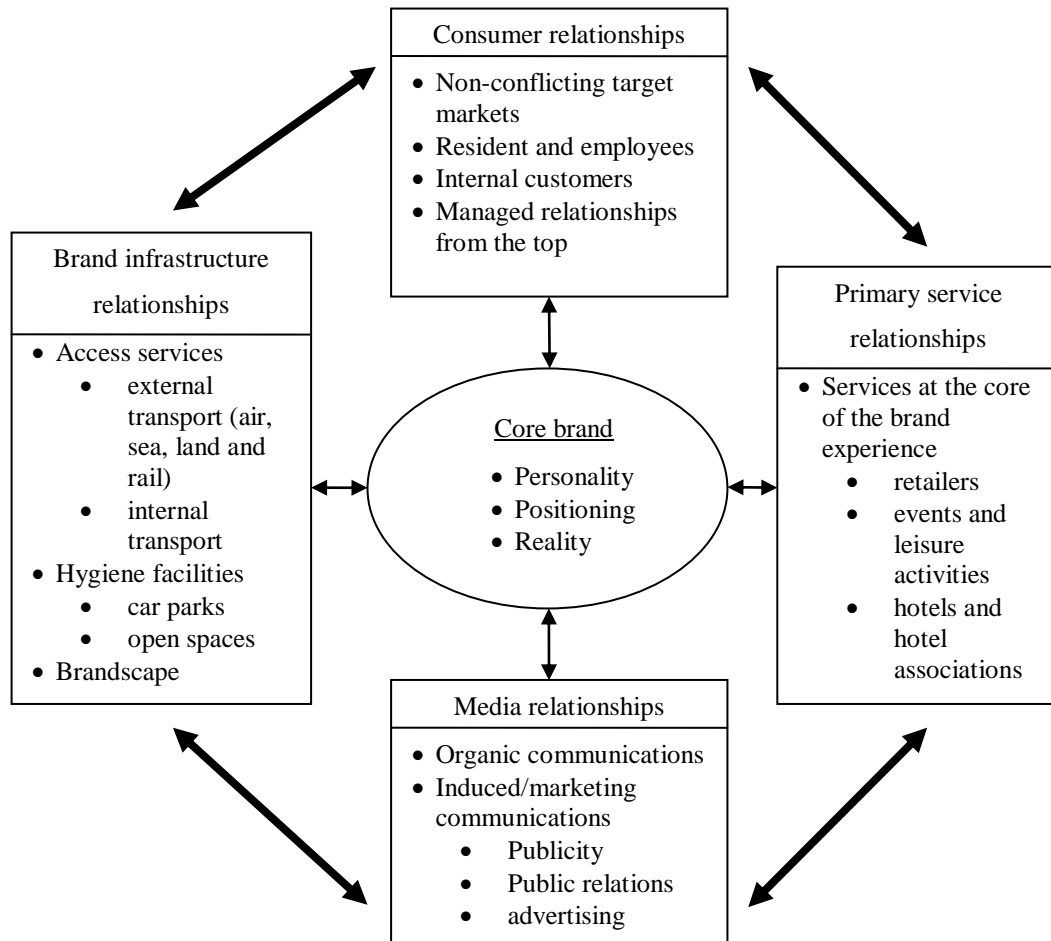 Consumer relationships
• Non-conflicting target
markets
• Resident and employees
• Internal customers
• Managed relationships
from the top
Brand infrastructure
relationships
• Access services
• external
transport (air,
sea, land and
rail)
• internal
transport
• Hygiene facilities
• car parks
• open spaces
• Brandscape
Core brand
• Personality
• Positioning
• Reality
Primary service
relationships
• Services at the core
of the brand
experience
• retailers
• events and
leisure
activities
• hotels and
hotel
associations
Media relationships
• Organic communications
• Induced/marketing
communications
• Publicity
• Public relations
• advertising